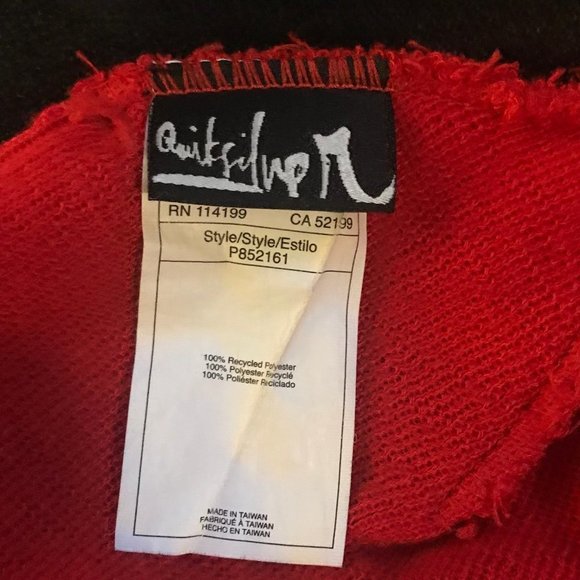 Quiksilver
RN 114199 CA 52199
Style/Style/Estilo
P852161
100% Recycled Polyester
100% Polyester Recyclé
100% Poliéster Riciclado
MADE IN TAIWAN
FABRIQUÉ À TAIWAN
HECHO EN TAIWAN